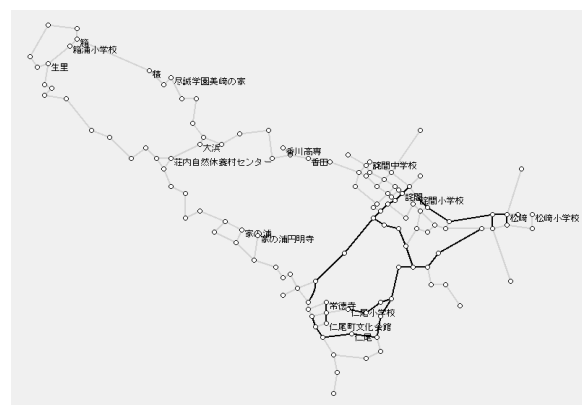 箱
箱浦小学校
生里
積
尽誠学園美崎の家
大浜
香川高専
荘内自然休養村センター
香田
詫間中学校
詫間
詫間小学校
松崎
松崎小学校
家の浦
家の浦円明寺
常徳寺
仁尾小学校
仁尾町文化会館
仁尾